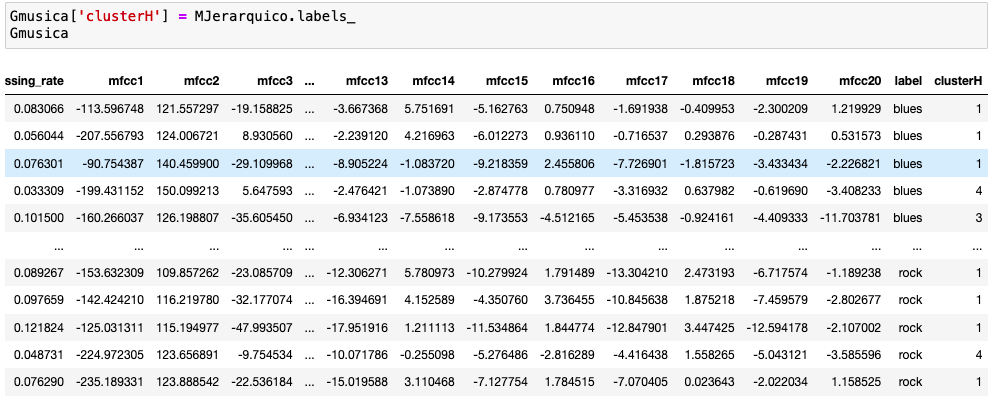 Gmusica['clusterH'] = MJerarquico.labels_
Gmusica
ssing_rate mfcc1 mfcc2 mfcc3 ... mfcc13 mfcc14 mfcc15 mfcc16 mfcc17 mfcc18 mfcc19 mfcc20 label clusterH
0.083066 -113.596748 121.557297 -19.158825 ... -3.667368 5.751691 -5.162763 0.750948 -1.691938 -0.409953 -2.300209 1.219929 blues 1
0.056044 -207.556793 124.006721 8.930560 ... -2.239120 4.216963 -6.012273 0.936110 -0.716537 0.293876 -0.287431 0.531573 blues 1
0.076301 -90.754387 140.459900 -29.109968 ... -8.905224 -1.083720 -9.218359 2.455806 -7.726901 -1.815723 -3.433434 -2.226821 blues 1
0.033309 -199.431152 150.099213 5.647593 ... -2.476421 -1.073890 -2.874778 0.780977 -3.316932 0.637982 -0.619690 -3.408233 blues 4
0.101500 -160.266037 126.198807 -35.605450 ... -6.934123 -7.558618 -9.173553 -4.512165 -5.453538 -0.924161 -4.409333 -11.703781 blues 3
... ... ... ... ... ... ... ... ... ... ... ... ... ...
0.089267 -153.632309 109.857262 -23.085709 ... -12.306271 5.780973 -10.279924 1.791489 -13.304210 2.473193 -6.717574 -1.189238 rock 1
0.097659 -142.424210 116.219780 -32.177074 ... -16.394691 4.152589 -4.350760 3.736455 -10.845638 1.875218 -7.459579 -2.802677 rock 1
0.121824 -125.031311 115.194977 -47.993507 ... -17.951916 1.211113 -11.534864 1.844774 -12.847901 3.447425 -12.594178 -2.107002 rock 1
0.048731 -224.972305 123.656891 -9.754534 ... -10.071786 -0.255098 -5.276486 -2.816289 -4.416438 1.558265 -5.043121 -3.585596 rock 4
0.076290 -235.189331 123.888542 -22.536184 ... -15.019588 3.110468 -7.127754 1.784515 -7.070405 0.023643 -2.022034 1.158525 rock 1